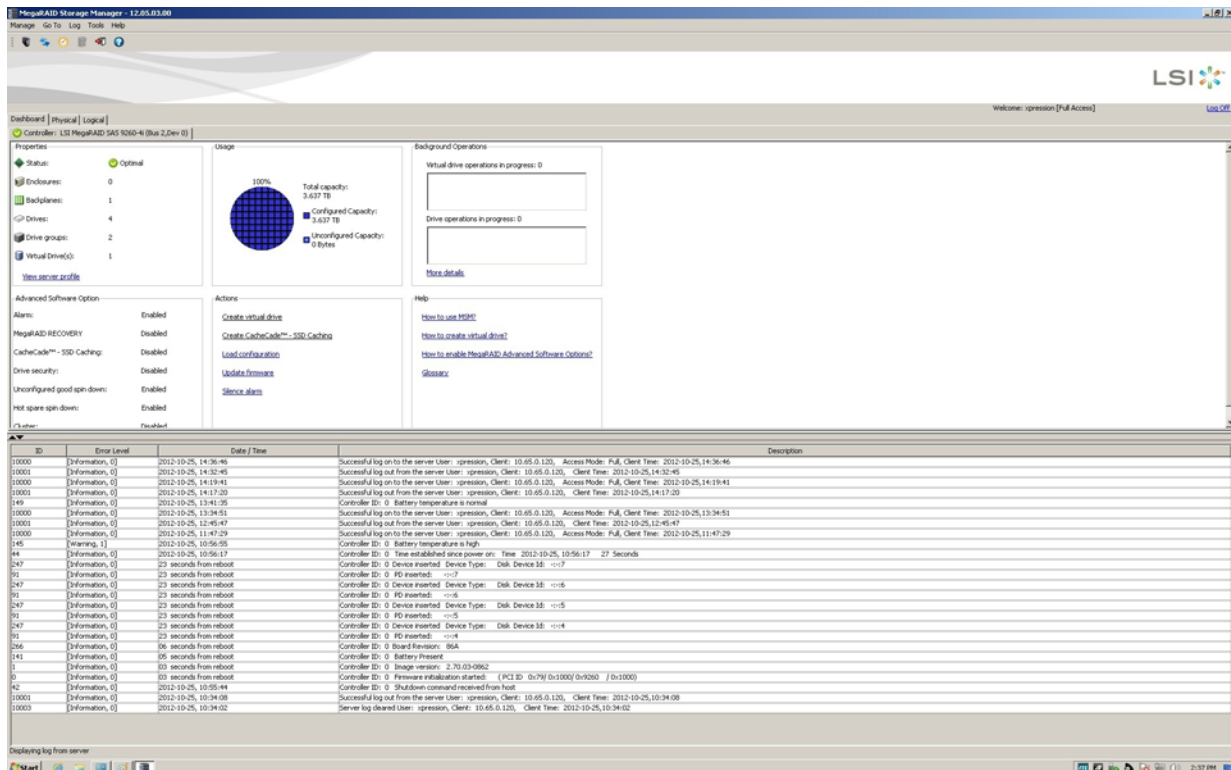 MegaRAID Storage Manager - 12.05.03.00
Manage Go To Log Tools Help
LSI
Welcome: xpression [Full Access]
Log Off
Dashboard Physical Logical
Controller: LSI MegaRAID SAS 9260-4i (Bus 2,Dev 0)
Properties
Status: Optimal
Enclosures: 0
Backplanes: 1
Drives: 4
Drive groups: 2
Virtual Drive(s): 1
View server profile
Usage
100%
Total capacity:
3.637 TB
Configured Capacity:
3.637 TB
Unconfigured Capacity:
0 Bytes
Background Operations
Virtual drive operations in progress: 0
Drive operations in progress: 0
More details
Advanced Software Option
Alarm: Enabled
MegaRAID RECOVERY Disabled
CacheCade™ - SSD Caching: Disabled
Drive security: Disabled
Unconfigured good spin down: Enabled
Hot spare spin down: Enabled
Cluster: Disabled
Actions
Create virtual drive
Create CacheCade™ - SSD Caching
Load configuration
Update firmware
Silence alarm
Help
How to use MSM?
How to create virtual drive?
How to enable MegaRAID Advanced Software Options?
Glossary
ID Error Level Date / Time Description
10000 [Information, 0] 2012-10-25, 14:36:46 Successful log on to the server User: xpression, Client: 10.65.0.120, Access Mode: Full, Client Time: 2012-10-25,14:36:46
10001 [Information, 0] 2012-10-25, 14:32:45 Successful log out from the server User: xpression, Client: 10.65.0.120, Client Time: 2012-10-25,14:32:45
10000 [Information, 0] 2012-10-25, 14:19:41 Successful log on to the server User: xpression, Client: 10.65.0.120, Access Mode: Full, Client Time: 2012-10-25,14:19:41
10001 [Information, 0] 2012-10-25, 14:17:20 Successful log out from the server User: xpression, Client: 10.65.0.120, Client Time: 2012-10-25,14:17:20
149 [Information, 0] 2012-10-25, 13:41:35 Controller ID: 0 Battery temperature is normal
10000 [Information, 0] 2012-10-25, 13:34:51 Successful log on to the server User: xpression, Client: 10.65.0.120, Access Mode: Full, Client Time: 2012-10-25,13:34:51
10001 [Information, 0] 2012-10-25, 12:45:47 Successful log out from the server User: xpression, Client: 10.65.0.120, Client Time: 2012-10-25,12:45:47
10000 [Information, 0] 2012-10-25, 11:47:29 Successful log on to the server User: xpression, Client: 10.65.0.120, Access Mode: Full, Client Time: 2012-10-25,11:47:29
145 [Warning, 1] 2012-10-25, 10:56:55 Controller ID: 0 Battery temperature is high
44 [Information, 0] 2012-10-25, 10:56:17 Controller ID: 0 Time established since power on: Time 2012-10-25, 10:56:17 27 Seconds
247 [Information, 0] 23 seconds from reboot Controller ID: 0 Device inserted Device Type: Disk Device Id: -:-:7
91 [Information, 0] 23 seconds from reboot Controller ID: 0 PD inserted: -:-:7
247 [Information, 0] 23 seconds from reboot Controller ID: 0 Device inserted Device Type: Disk Device Id: -:-:6
91 [Information, 0] 23 seconds from reboot Controller ID: 0 PD inserted: -:-:6
247 [Information, 0] 23 seconds from reboot Controller ID: 0 Device inserted Device Type: Disk Device Id: -:-:5
91 [Information, 0] 23 seconds from reboot Controller ID: 0 PD inserted: -:-:5
247 [Information, 0] 23 seconds from reboot Controller ID: 0 Device inserted Device Type: Disk Device Id: -:-:4
91 [Information, 0] 23 seconds from reboot Controller ID: 0 PD inserted: -:-:4
266 [Information, 0] 06 seconds from reboot Controller ID: 0 Board Revision: 86A
141 [Information, 0] 05 seconds from reboot Controller ID: 0 Battery Present
1 [Information, 0] 03 seconds from reboot Controller ID: 0 Image version: 2.70.03-0862
0 [Information, 0] 03 seconds from reboot Controller ID: 0 Firmware initialization started: ( PCI ID 0x79/ 0x1000/ 0x9260 / 0x1000)
42 [Information, 0] 2012-10-25, 10:55:44 Controller ID: 0 Shutdown command received from host
10001 [Information, 0] 2012-10-25, 10:34:08 Successful log out from the server User: xpression, Client: 10.65.0.120, Client Time: 2012-10-25,10:34:08
10003 [Information, 0] 2012-10-25, 10:34:02 Server log cleared User: xpression, Client: 10.65.0.120, Client Time: 2012-10-25,10:34:02
Displaying log from server
Start
2:37 PM